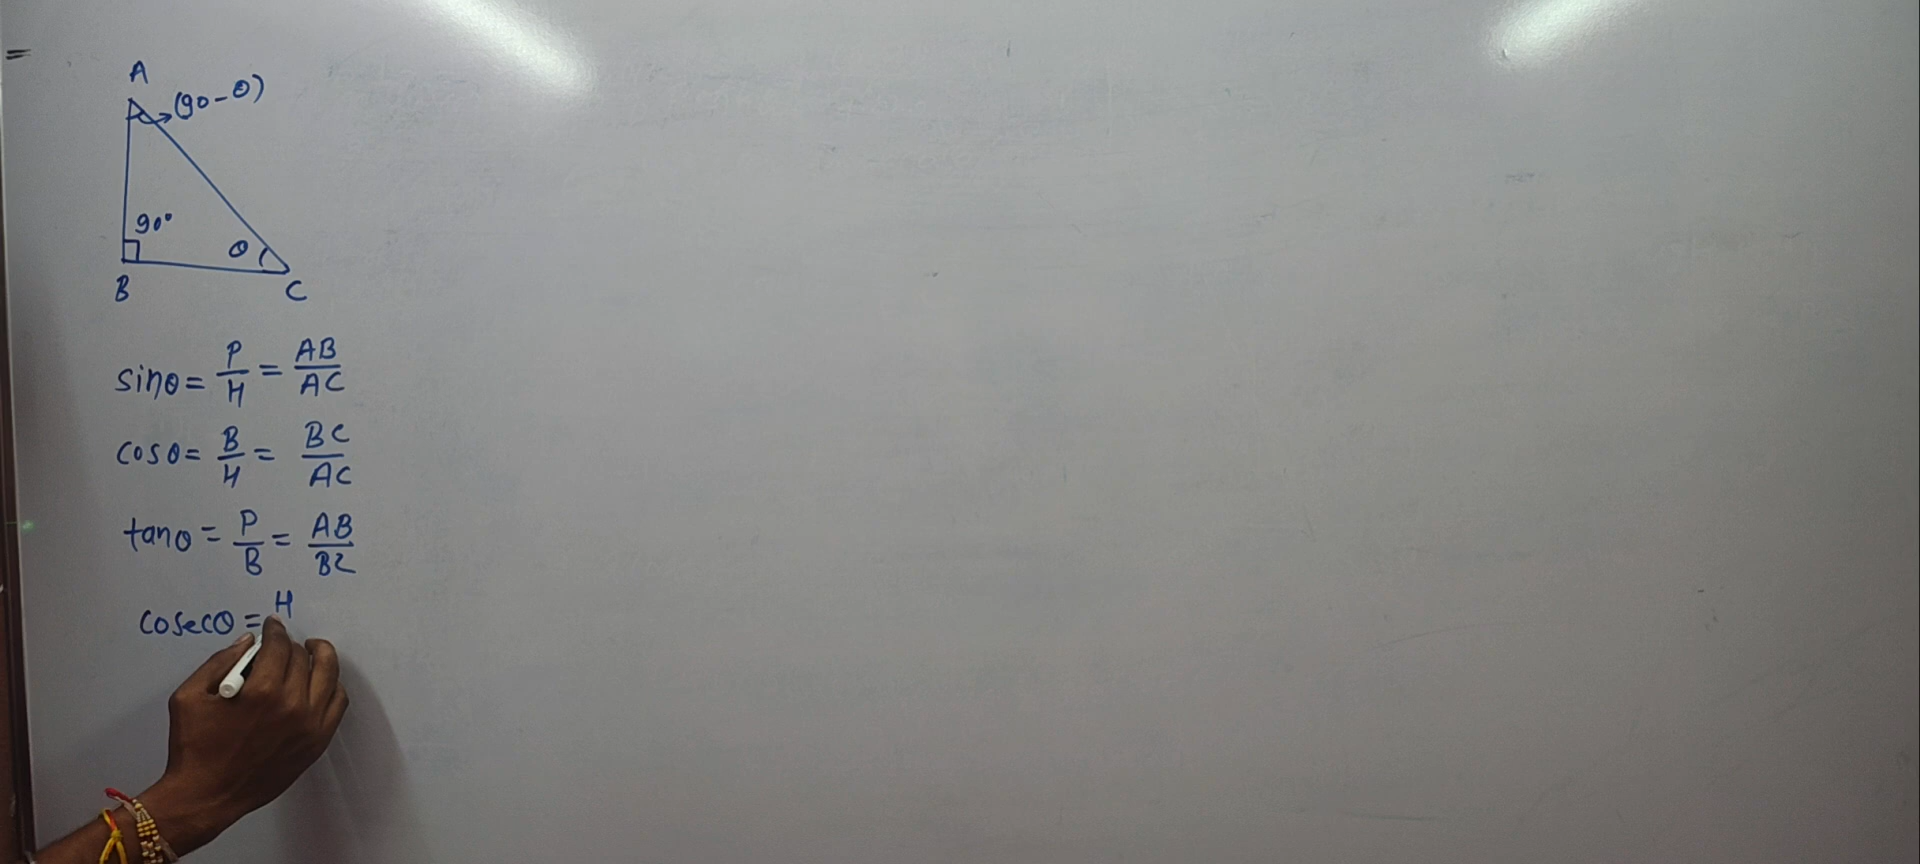 A
(90-θ)
90°
θ
B
C
sinθ = P/H = AB/AC
cosθ = B/H = BC/AC
tanθ = P/B = AB/BC
cosecθ = H